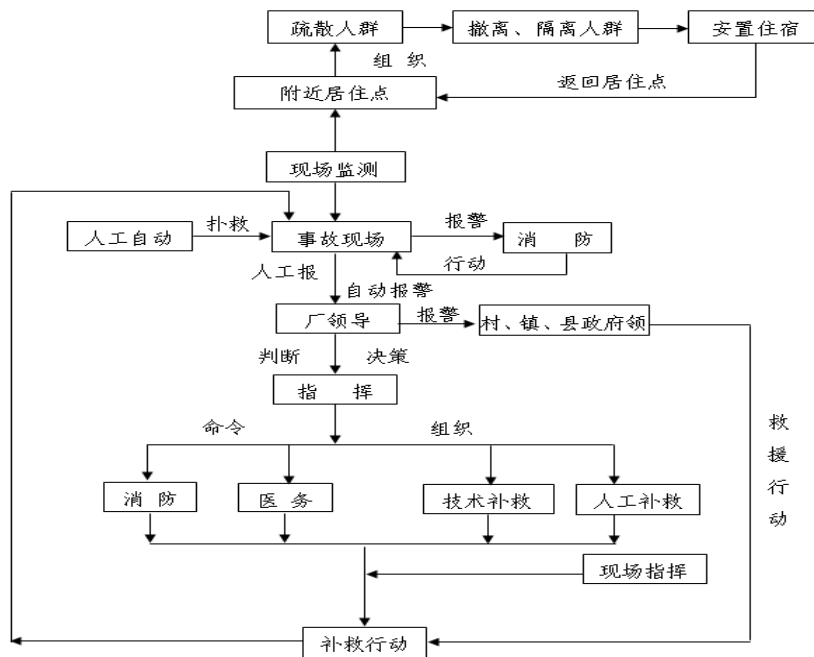 疏散人群
撤离、隔离人群
安置住宿
组织
返回居住点
附近居住点
现场监测
扑救
报警
人工自动
事故现场
消 防
行动
人工报
自动报警
厂领导
报警
村、镇、县政府领
判断
决策
指 挥
命令
组织
救援行动
消 防
医 务
技术补救
人工补救
现场指挥
补救行动